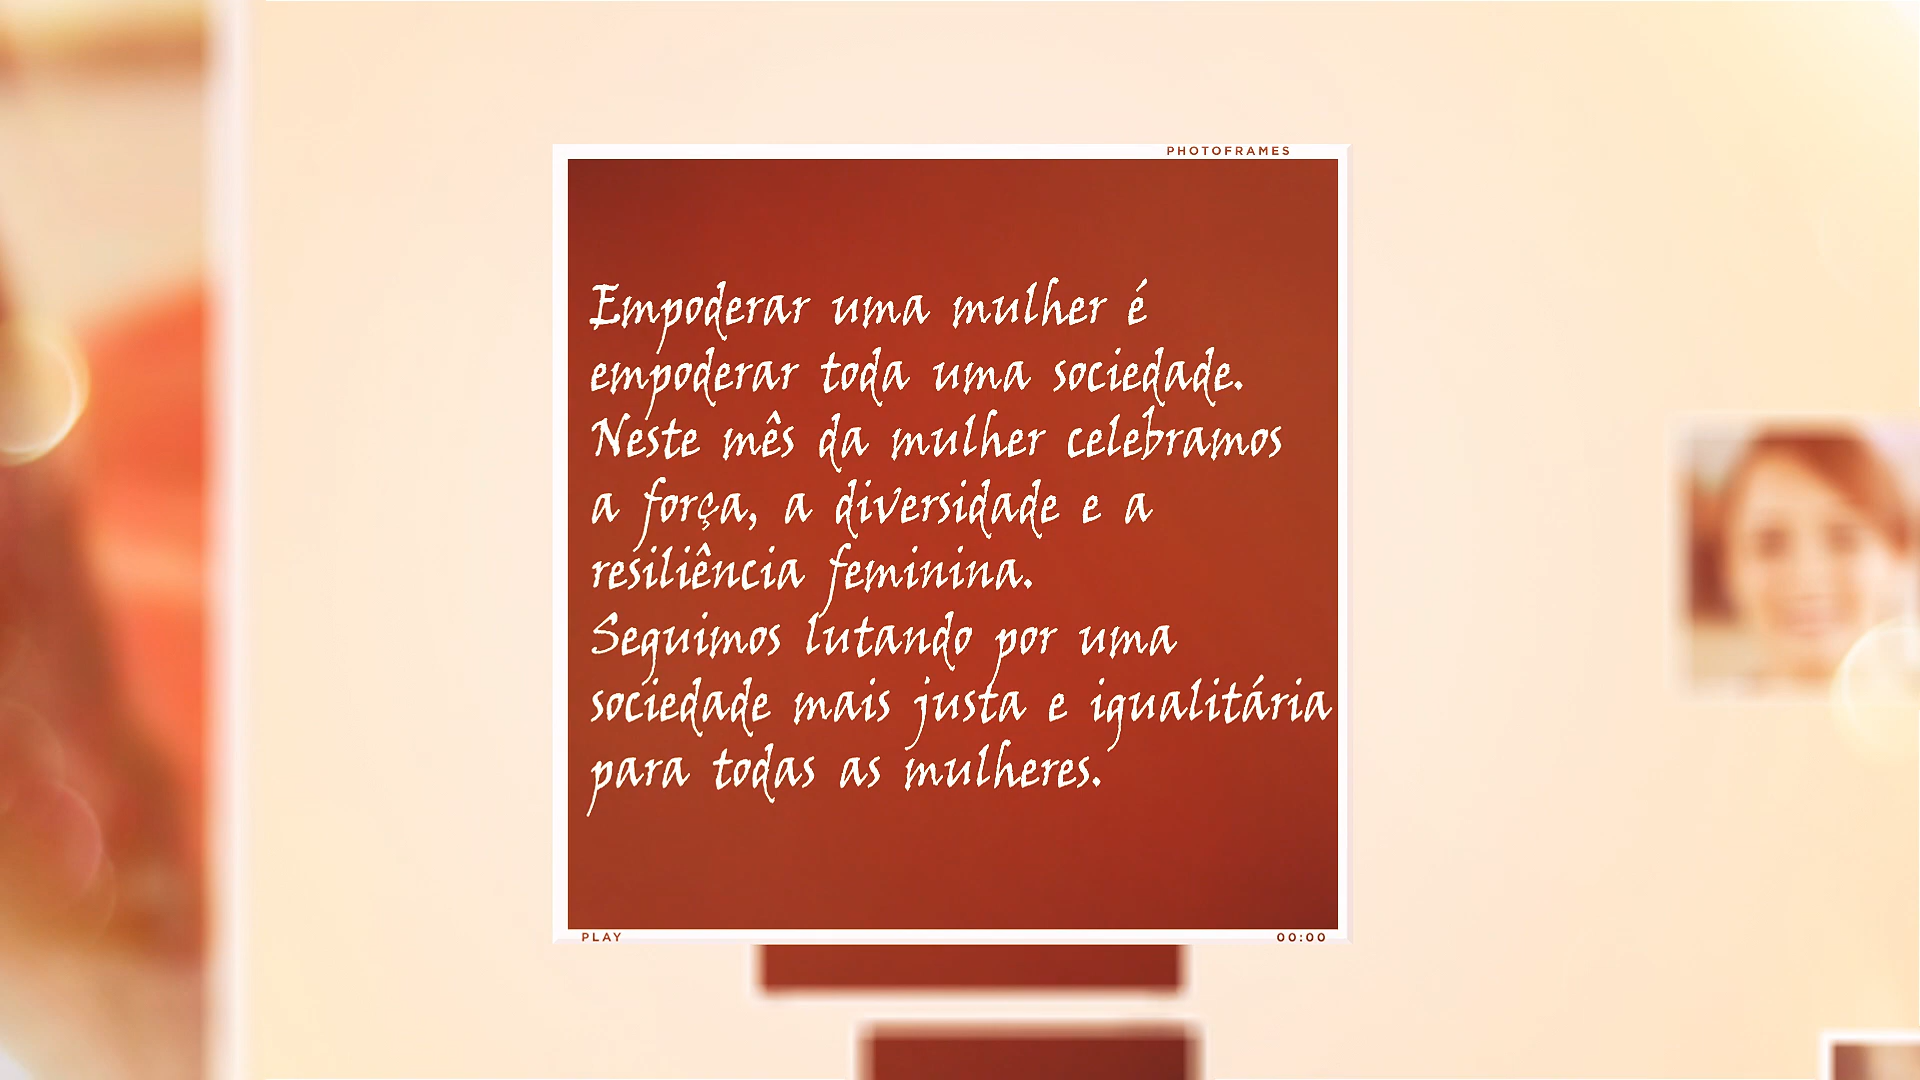 PHOTOFRAMES
Empoderar uma mulher é
empoderar toda uma sociedade.
Neste mês da mulher celebramos
a força, a diversidade e a
resiliência feminina.
Seguimos lutando por uma
sociedade mais justa e igualitária
para todas as mulheres.
PLAY
00:00